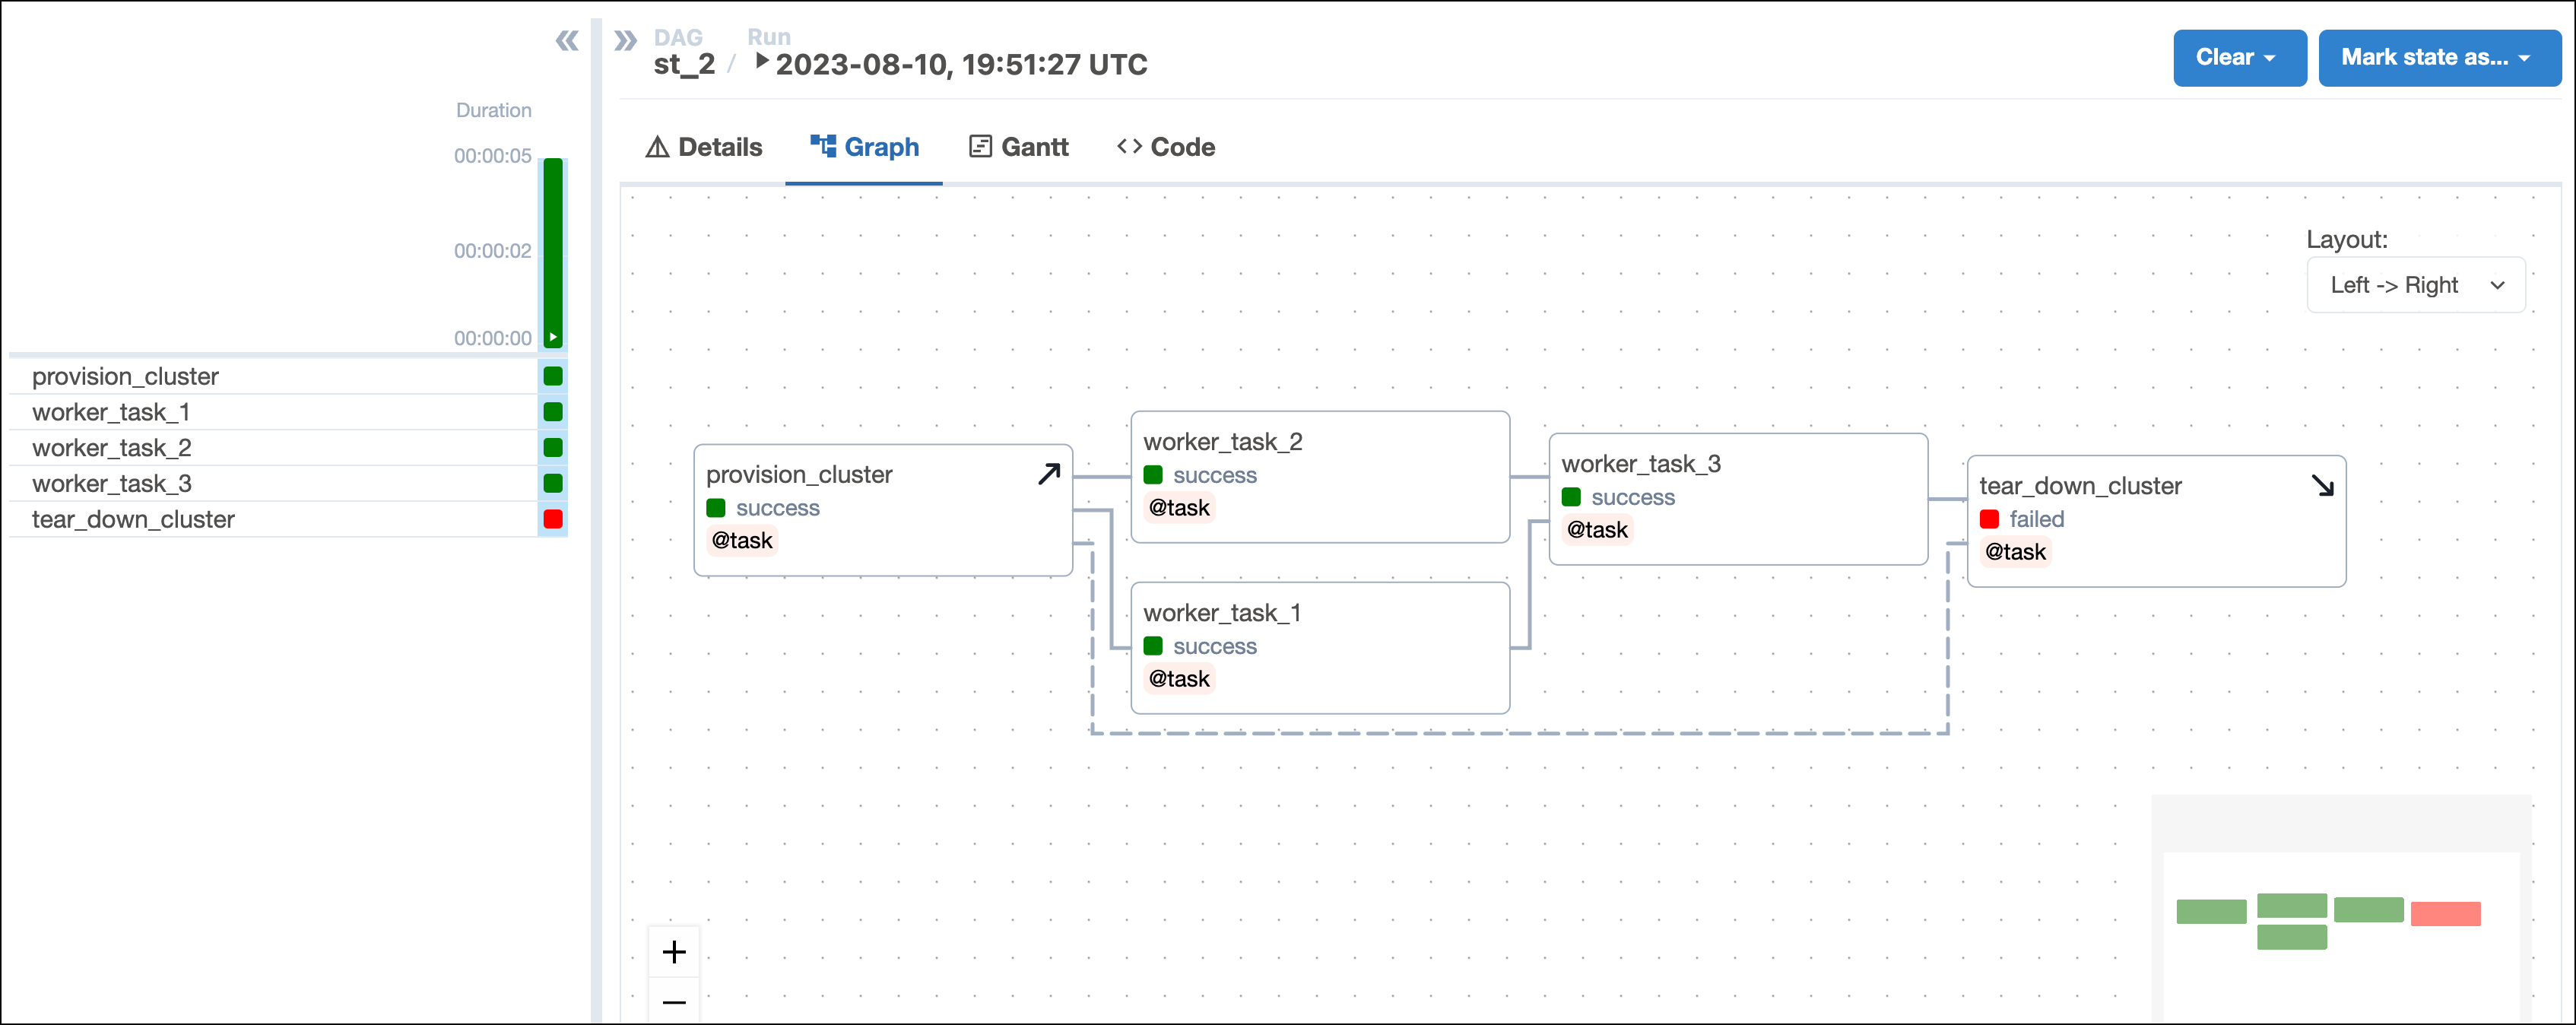 DAG
st_2 /
Run
2023-08-10, 19:51:27 UTC
Clear
Mark state as...
Duration
00:00:05
00:00:02
00:00:00
provision_cluster
worker_task_1
worker_task_2
worker_task_3
tear_down_cluster
Details
Graph
Gantt
Code
Layout:
Left -> Right
provision_cluster
success
@task
worker_task_2
success
@task
worker_task_1
success
@task
worker_task_3
success
@task
tear_down_cluster
failed
@task